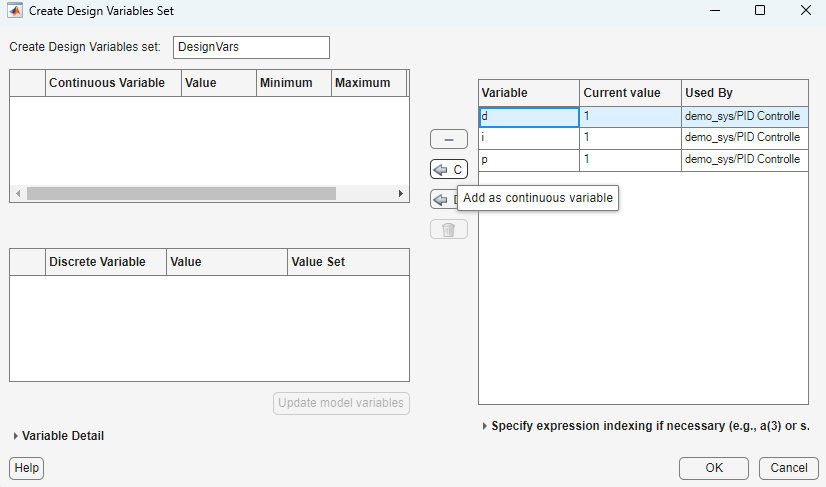 Create Design Variables Set
Create Design Variables set: DesignVars
Continuous Variable Value Minimum Maximum
Variable Current value Used By
d 1 demo_sys/PID Controlle
i 1 demo_sys/PID Controlle
p 1 demo_sys/PID Controlle
C
Add as continuous variable
Discrete Variable Value Value Set
Update model variables
Variable Detail
Specify expression indexing if necessary (e.g., a(3) or s.
Help OK Cancel